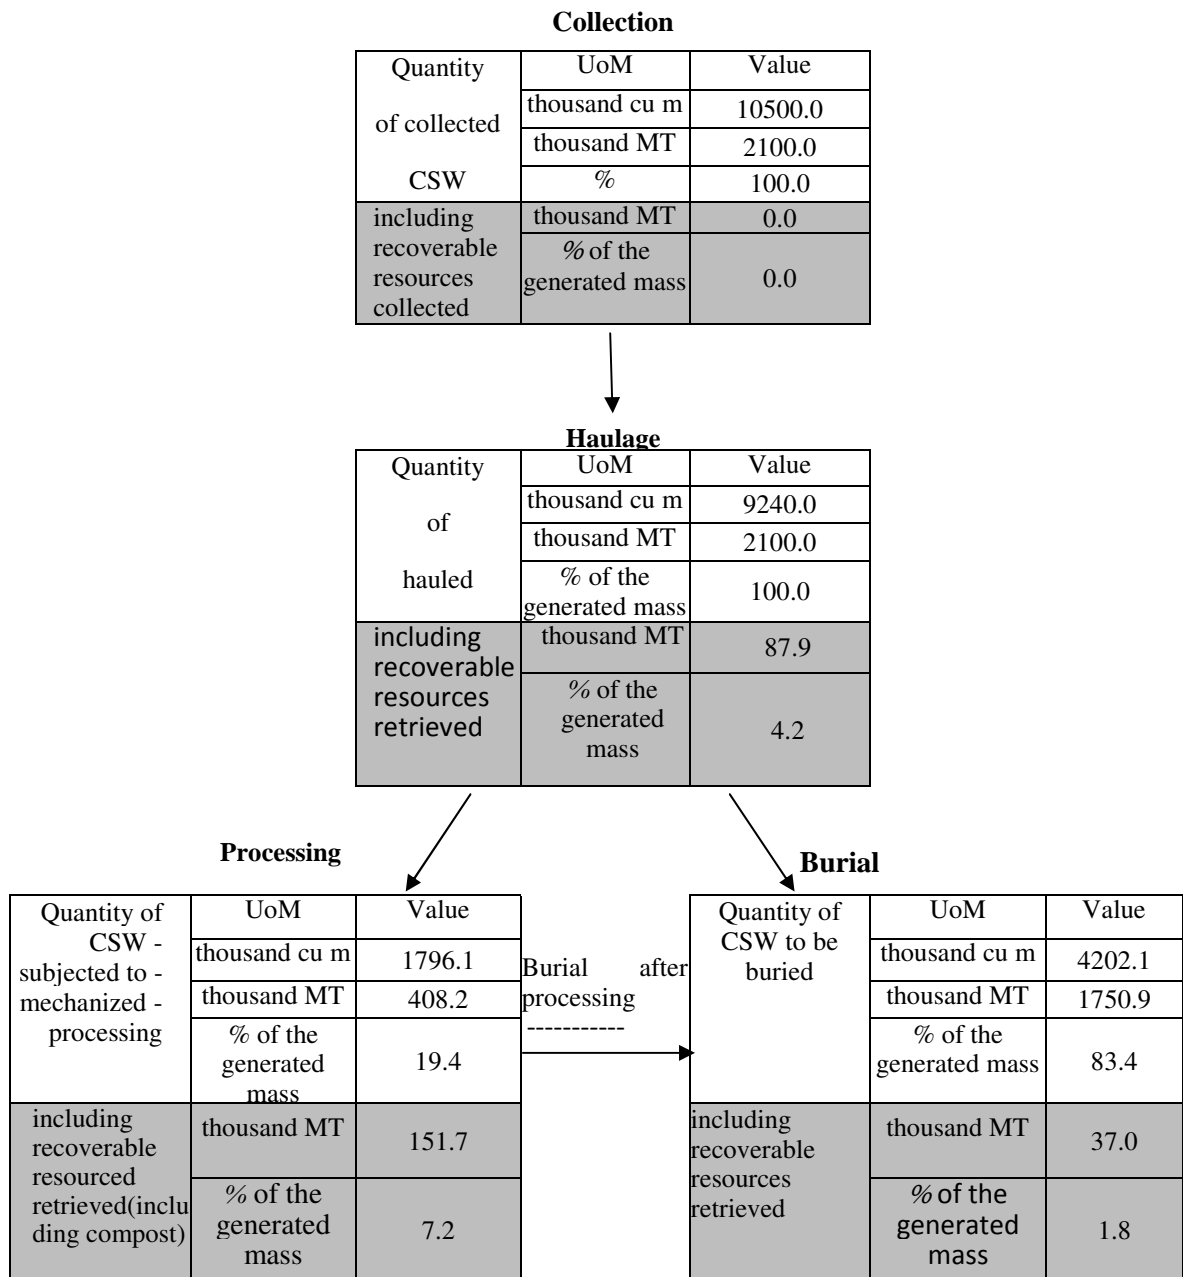 Collection
Quantity
of collected
CSW
UoM
Value
thousand cu m
10500.0
thousand MT
2100.0
%
100.0
including
recoverable
resources
collected
thousand MT
0.0
% of the
generated mass
0.0
Haulage
Quantity
of
hauled
UoM
Value
thousand cu m
9240.0
thousand MT
2100.0
% of the
generated mass
100.0
including
recoverable
resources
retrieved
thousand MT
87.9
% of the
generated
mass
4.2
Processing
Quantity of
CSW -
subjected to -
mechanized -
processing
UoM
Value
thousand cu m
1796.1
thousand MT
408.2
% of the
generated
mass
19.4
including
recoverable
resourced
retrieved(inclu
ding compost)
thousand MT
151.7
% of the
generated
mass
7.2
Burial after
processing
-----------
Burial
Quantity of
CSW to be
buried
UoM
Value
thousand cu m
4202.1
thousand MT
1750.9
% of the
generated mass
83.4
including
recoverable
resources
retrieved
thousand MT
37.0
% of the
generated
mass
1.8